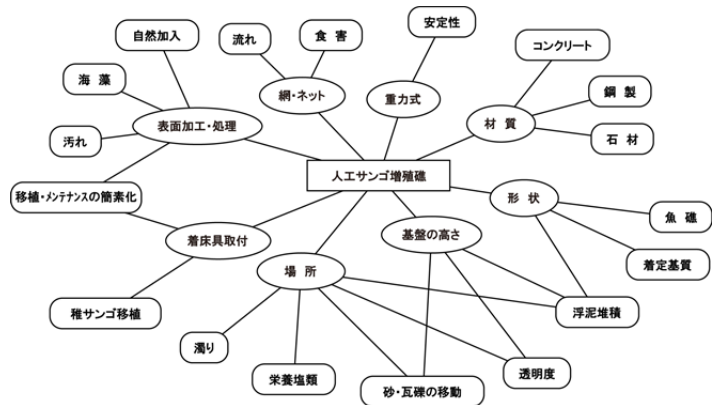 自然加入
流れ
食 害
安定性
コンクリート
海 藻
網・ネット
重力式
鋼 製
表面加工・処理
材 質
汚れ
石 材
人工サンゴ増殖礁
移植・メンテナンスの簡素化
形 状
魚 礁
着床具取付
基盤の高さ
着定基質
場 所
稚サンゴ移植
浮泥堆積
濁り
栄養塩類
透明度
砂・瓦礫の移動